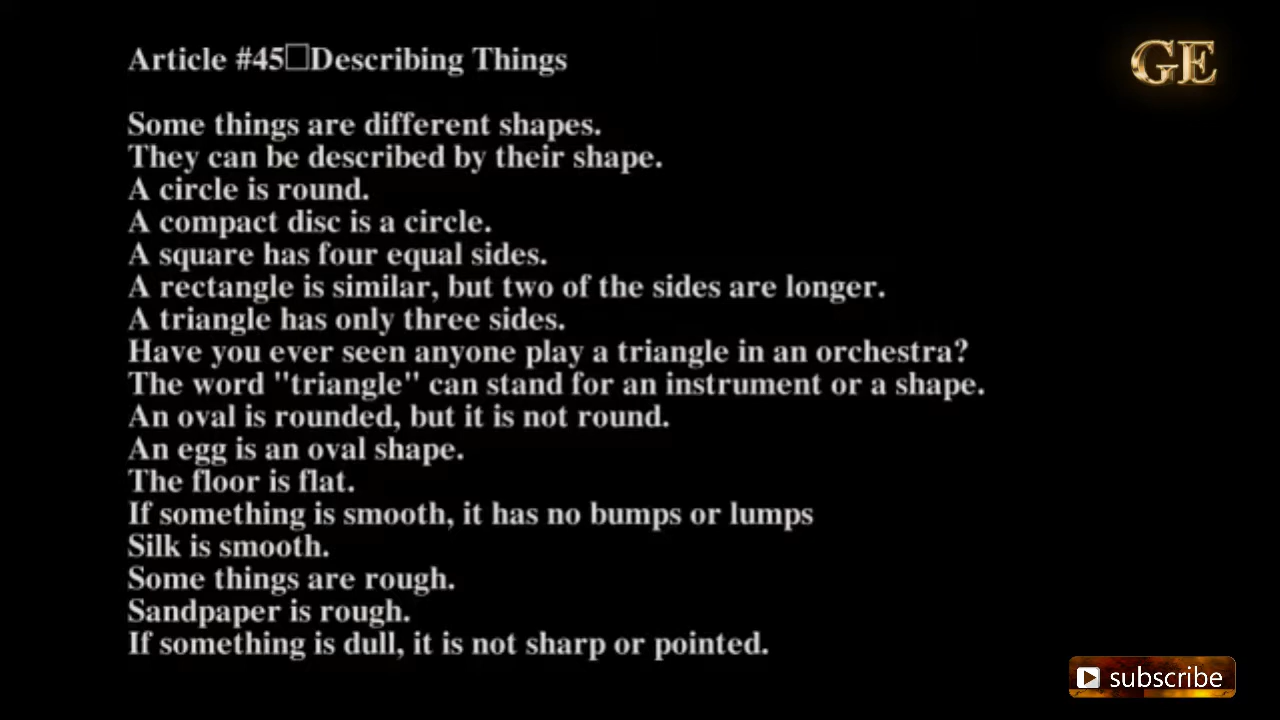 Article #45□Describing Things
GE
Some things are different shapes.
They can be described by their shape.
A circle is round.
A compact disc is a circle.
A square has four equal sides.
A rectangle is similar, but two of the sides are longer.
A triangle has only three sides.
Have you ever seen anyone play a triangle in an orchestra?
The word "triangle" can stand for an instrument or a shape.
An oval is rounded, but it is not round.
An egg is an oval shape.
The floor is flat.
If something is smooth, it has no bumps or lumps
Silk is smooth.
Some things are rough.
Sandpaper is rough.
If something is dull, it is not sharp or pointed.
subscribe